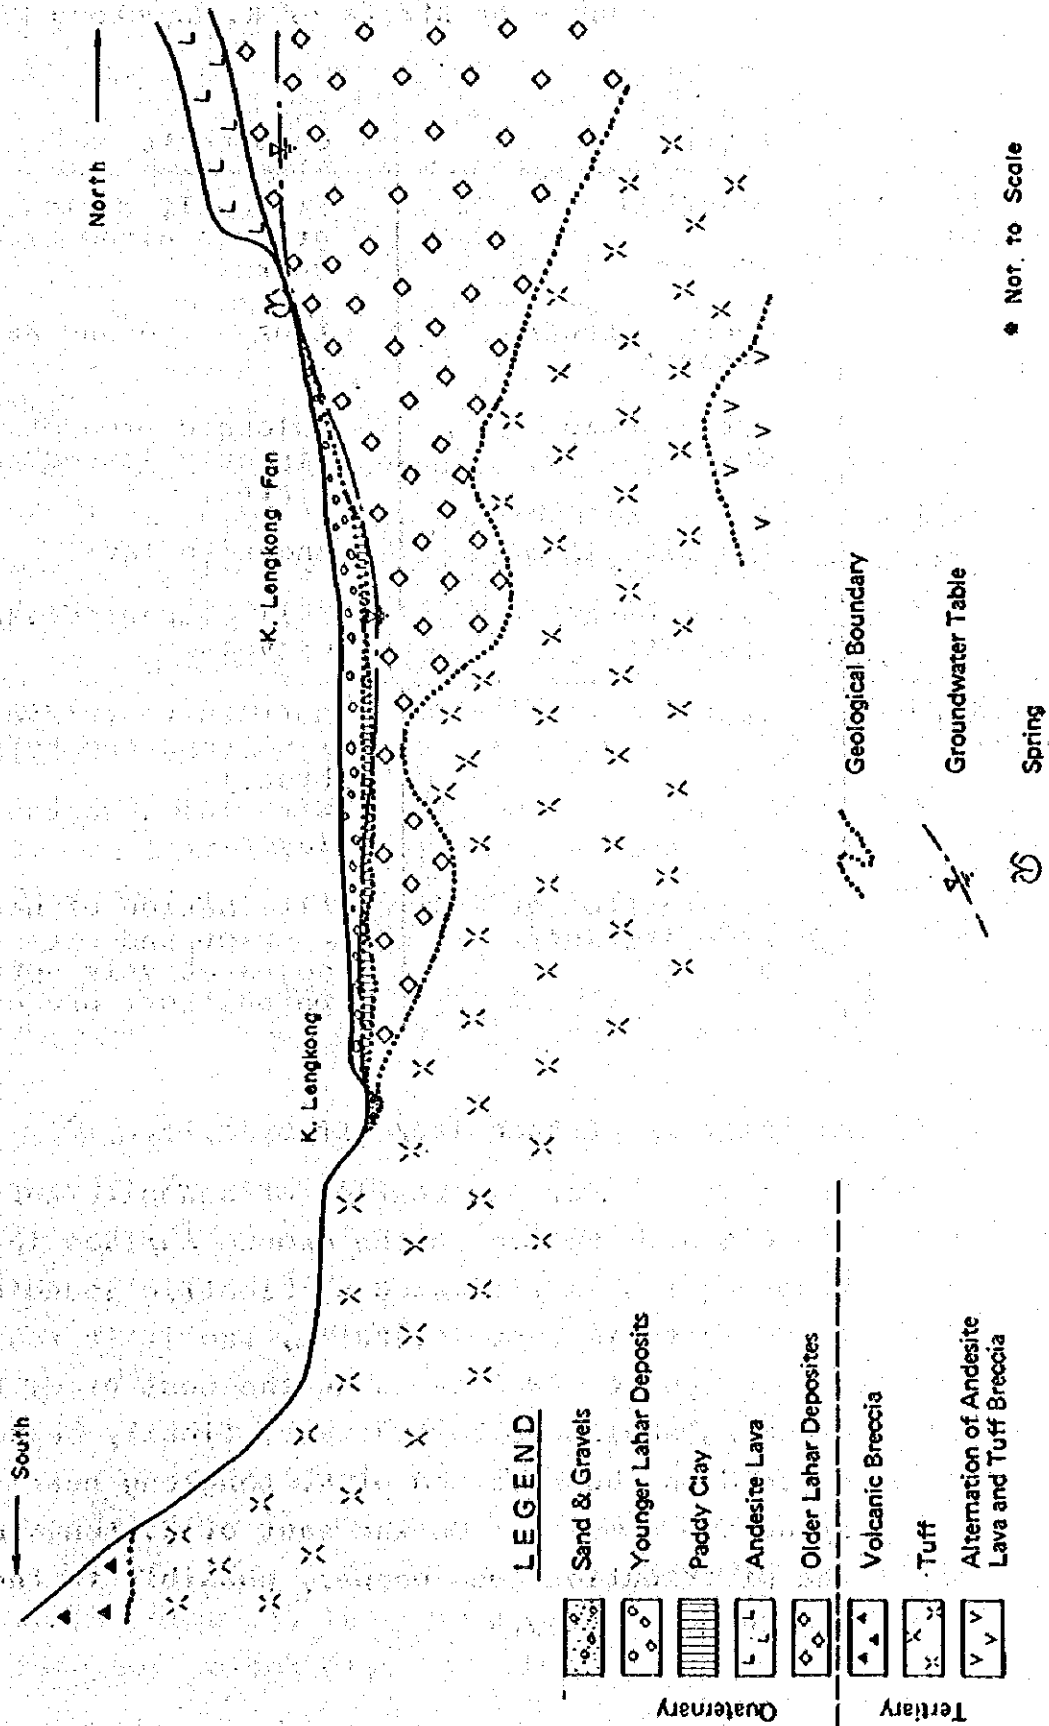 South
North
K. Lengkong
K. Lengkong Fan
LEGEND
Quaternary
Sand & Gravels
Younger Lahar Deposits
Paddy Clay
Andesite Lava
Older Lahar Deposites
Tertiary
Volcanic Breccia
Tuff
Alternation of Andesite
Lava and Tuff Breccia
Geological Boundary
Groundwater Table
Spring
Not. to Scale